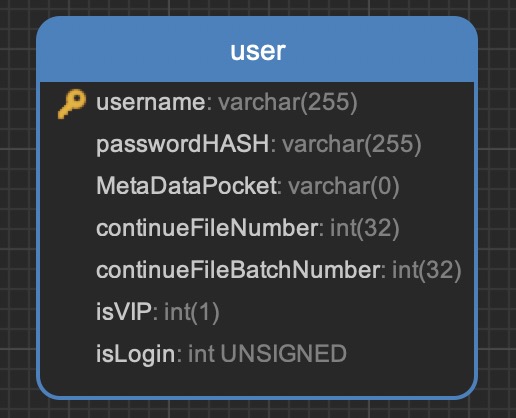 user
username: varchar(255)
passwordHASH: varchar(255)
MetaDataPocket: varchar(0)
continueFileNumber: int(32)
continueFileBatchNumber: int(32)
isVIP: int(1)
isLogin: int UNSIGNED